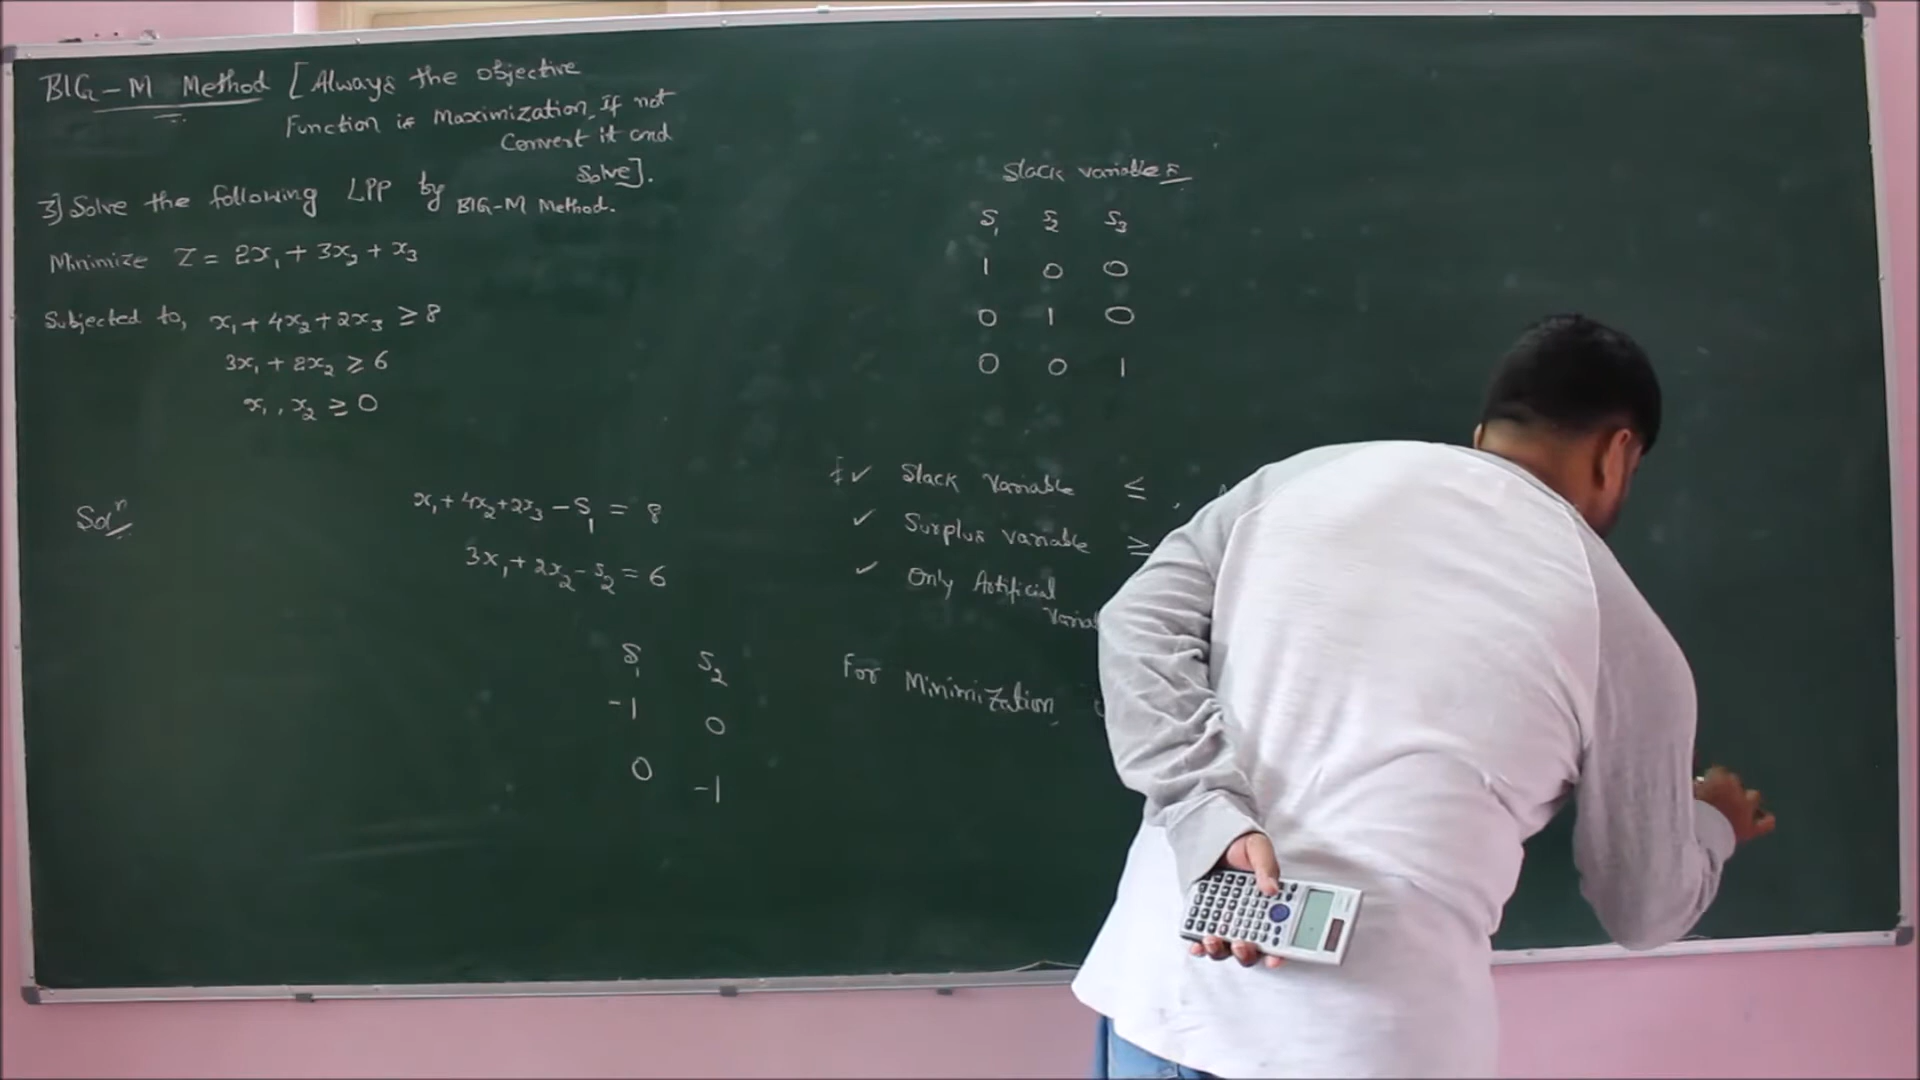 BIG-M Method [Always the objective
Function is Maximization, If not
Convert it and
Solve].
3] Solve the following LPP by BIG-M Method.
Minimize Z = 2x₁ + 3x₂ + x₃
Subjected to, x₁ + 4x₂ + 2x₃ ≥ 8
3x₁ + 2x₂ ≥ 6
x₁, x₂ ≥ 0
Solⁿ
x₁ + 4x₂ + 2x₃ - S₁ = 8
3x₁ + 2x₂ - S₂ = 6
S₁ S₂
-1 0
0 -1
Slack variables
S₁ S₂ S₃
1 0 0
0 1 0
0 0 1
✓ Slack Variable ≤ ,
✓ Surplus variable ≥
✓ Only Artificial
For Minimization,